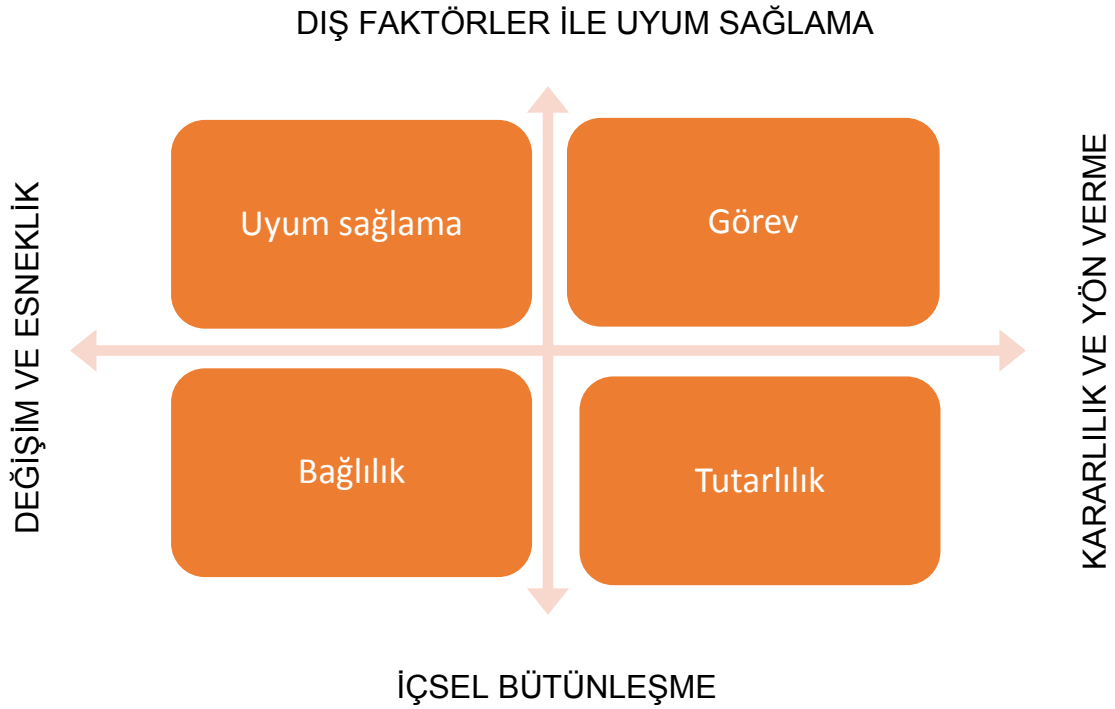 DIŞ FAKTÖRLER İLE UYUM SAĞLAMA
DEĞİŞİM VE ESNEKLİK
Uyum sağlama
Görev
KARARLILIK VE YÖN VERME
Bağlılık
Tutarlılık
İÇSEL BÜTÜNLEŞME